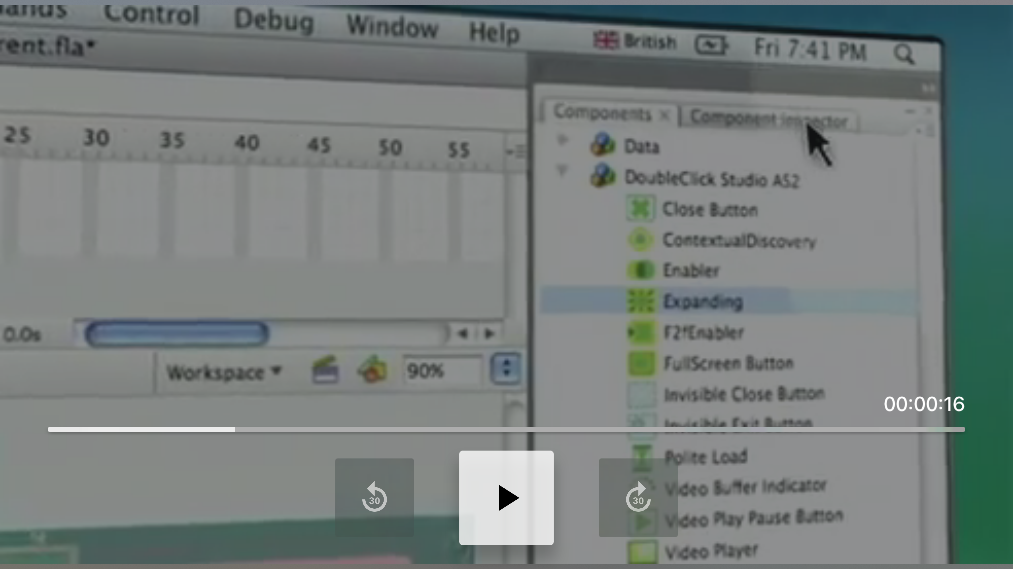 Control Debug Window Help British Fri 7:41 PM
rent.fla*
Components × Component Inspector
25 30 35 40 45 50 55
Data
DoubleClick Studio AS2
Close Button
ContextualDiscovery
Enabler
Expanding
0.0s
F2fEnabler
Workspace 90%
FullScreen Button
Invisible Close Button
00:00:16
Invisible Exit Button
Polite Load
30 30
Video Buffer Indicator
Video Play Pause Button
Video Player